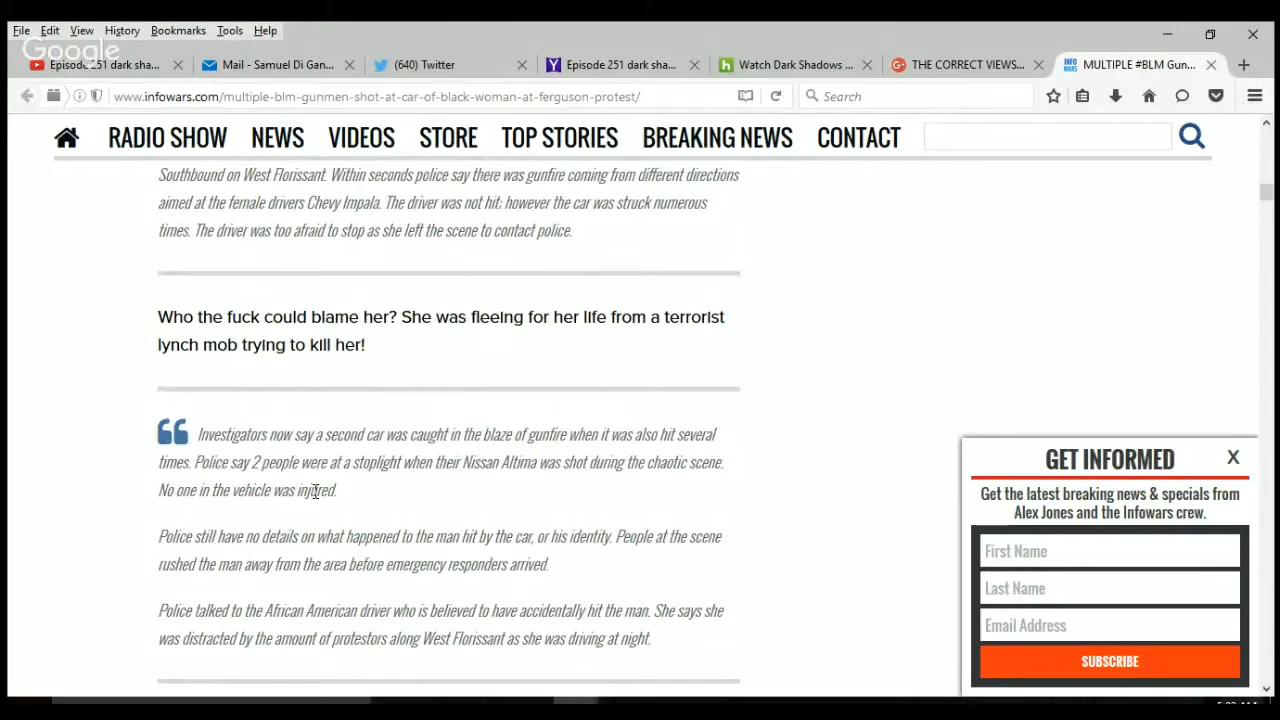 File Edit View History Bookmarks Tools Help
Google
Episode 251 dark sha... Mail - Samuel Di Gan... (640) Twitter Episode 251 dark sha... Watch Dark Shadows ... THE CORRECT VIEWS... INFO WARS MULTIPLE #BLM Gun...
www.infowars.com/multiple-blm-gunmen-shot-at-car-of-black-woman-at-ferguson-protest/ Search
RADIO SHOW NEWS VIDEOS STORE TOP STORIES BREAKING NEWS CONTACT
Southbound on West Florissant. Within seconds police say there was gunfire coming from different directions
aimed at the female drivers Chevy Impala. The driver was not hit; however the car was struck numerous
times. The driver was too afraid to stop as she left the scene to contact police.
Who the fuck could blame her? She was fleeing for her life from a terrorist
lynch mob trying to kill her!
Investigators now say a second car was caught in the blaze of gunfire when it was also hit several
times. Police say 2 people were at a stoplight when their Nissan Altima was shot during the chaotic scene.
No one in the vehicle was injured.
Police still have no details on what happened to the man hit by the car, or his identity. People at the scene
rushed the man away from the area before emergency responders arrived.
Police talked to the African American driver who is believed to have accidentally hit the man. She says she
was distracted by the amount of protestors along West Florissant as she was driving at night.
GET INFORMED X
Get the latest breaking news & specials from
Alex Jones and the Infowars crew.
First Name
Last Name
Email Address
SUBSCRIBE